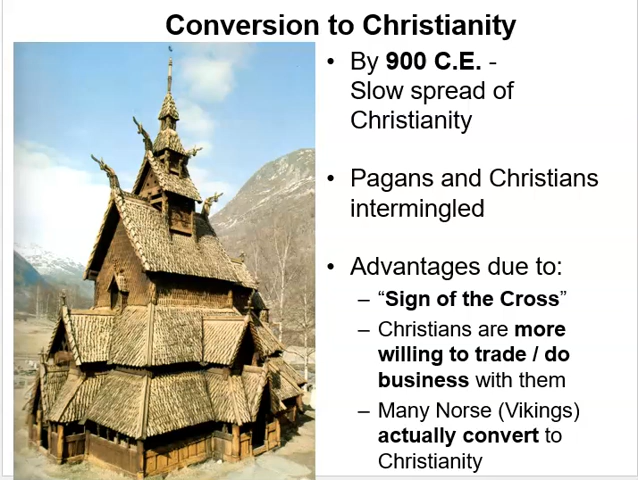 Conversion to Christianity
• By 900 C.E. -
Slow spread of
Christianity
• Pagans and Christians
intermingled
• Advantages due to:
– “Sign of the Cross”
– Christians are more
willing to trade / do
business with them
– Many Norse (Vikings)
actually convert to
Christianity